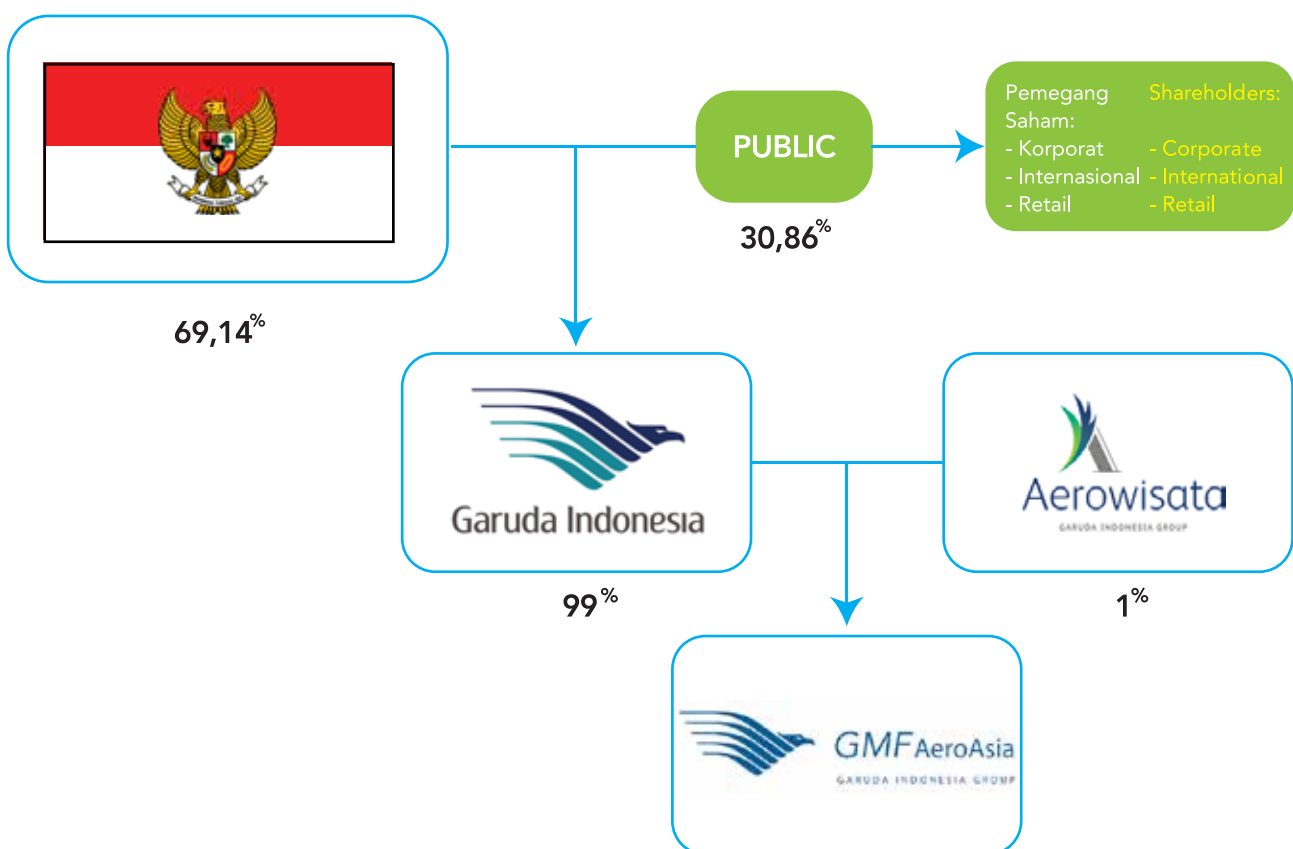 PUBLIC
30,86%
Pemegang Saham:
- Korporat
- Internasional
- Retail
Shareholders:
- Corporate
- International
- Retail
69,14%
Garuda Indonesia
99%
Aerowisata
GARUDA INDONESIA GROUP
1%
GMF AeroAsia
GARUDA INDONESIA GROUP